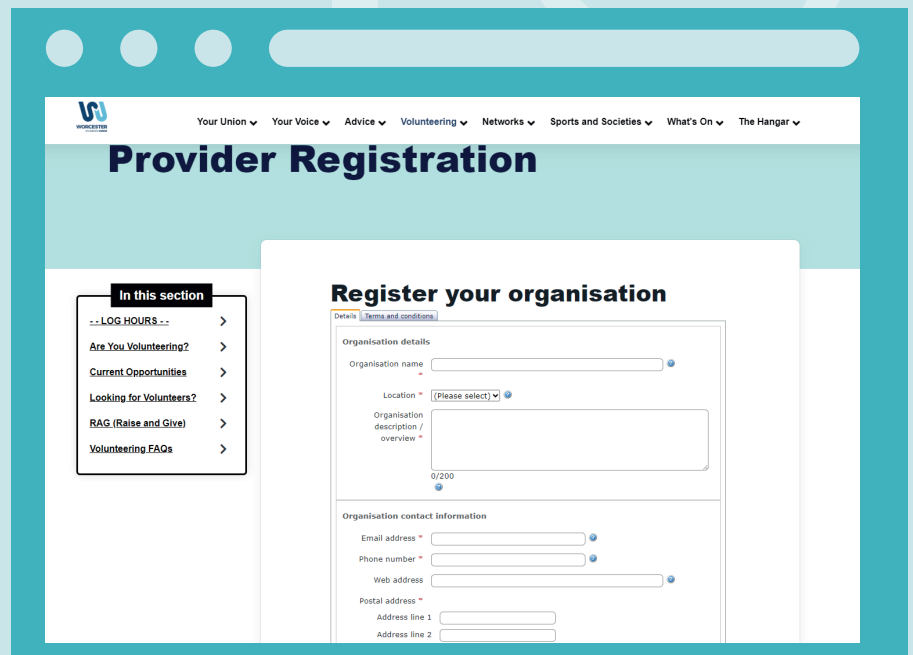 WORCESTER
Your Union Your Voice Advice Volunteering Networks Sports and Societies What's On The Hangar
Provider Registration
In this section
- - LOG HOURS - -
Are You Volunteering?
Current Opportunities
Looking for Volunteers?
RAG (Raise and Give)
Volunteering FAQs
Register your organisation
Details Terms and conditions
Organisation details
Organisation name
*
Location * (Please select)
Organisation
description /
overview *
0/200
Organisation contact information
Email address *
Phone number *
Web address
Postal address *
Address line 1
Address line 2